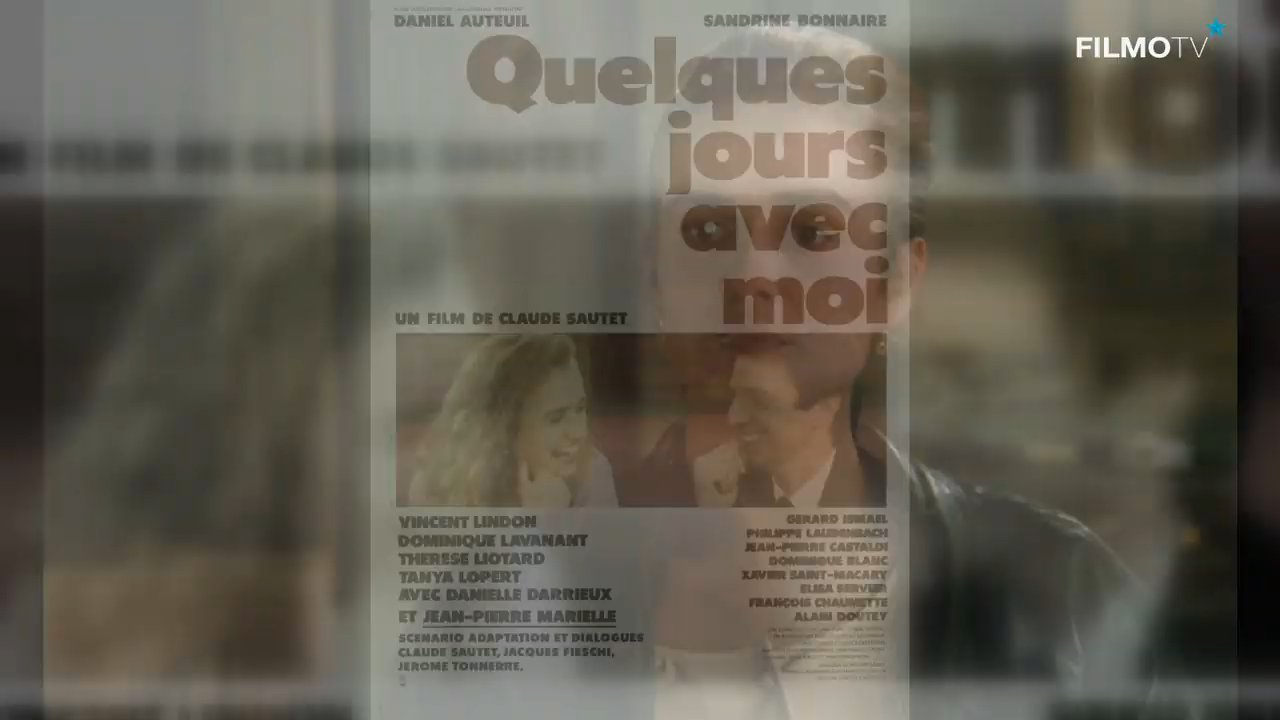 DANIEL AUTEUIL
SANDRINE BONNAIRE
FILMOTV
Quelques
jours
avec
moi
UN FILM DE CLAUDE SAUTET
VINCENT LINDON
DOMINIQUE LAVANANT
THERESE LIOTARD
TANYA LOPERT
AVEC DANIELLE DARRIEUX
ET JEAN-PIERRE MARIELLE
SCENARIO ADAPTATION ET DIALOGUES
CLAUDE SAUTET, JACQUES FIESCHI,
JEROME TONNERRE.
GERARD ISMAEL
PHILIPPE LAUDENBACH
JEAN-PIERRE CASTALDI
DOMINIQUE BLANC
XAVIER SAINT-MACARY
ELISA SERVIER
FRANÇOIS CHAUMETTE
ALAIN DOUTEY